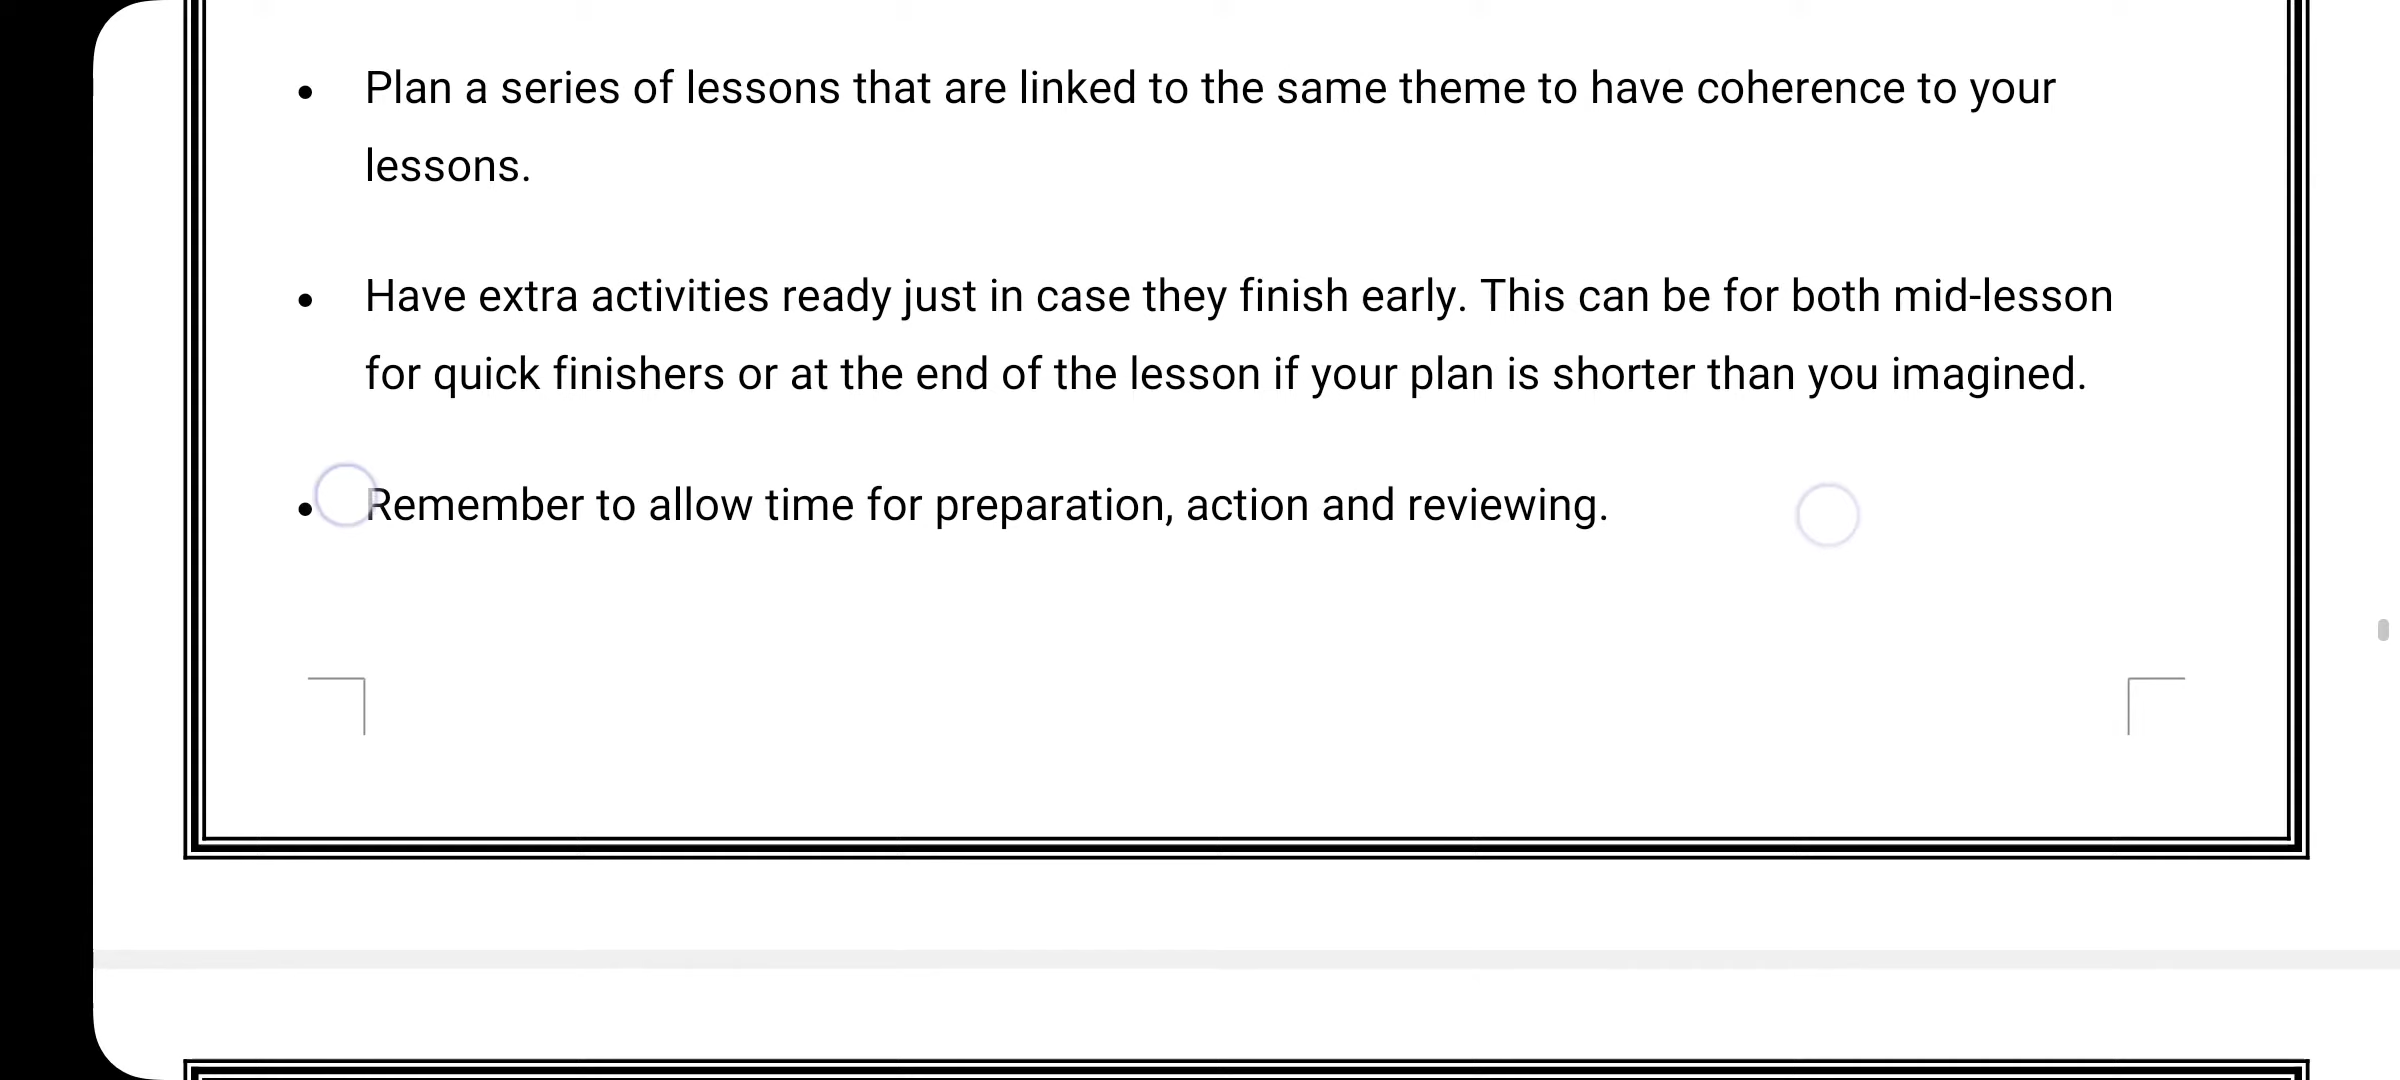 • Plan a series of lessons that are linked to the same theme to have coherence to your
lessons.
• Have extra activities ready just in case they finish early. This can be for both mid-lesson
for quick finishers or at the end of the lesson if your plan is shorter than you imagined.
• Remember to allow time for preparation, action and reviewing.